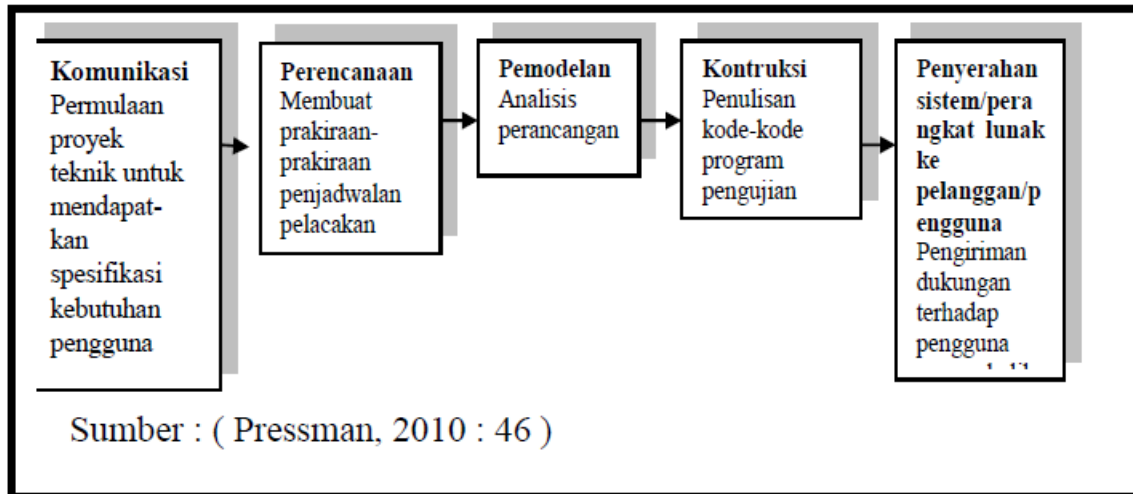 Komunikasi
Permulaan
proyek
teknik untuk
mendapat-
kan
spesifikasi
kebutuhan
pengguna
Perencanaan
Membuat
prakiraan-
prakiraan
penjadwalan
pelacakan
Pemodelan
Analisis
perancangan
Kontruksi
Penulisan
kode-kode
program
pengujian
Penyerahan
sistem/pera
ngkat lunak
ke
pelanggan/p
engguna
Pengiriman
dukungan
terhadap
pengguna
Sumber : ( Pressman, 2010 : 46 )